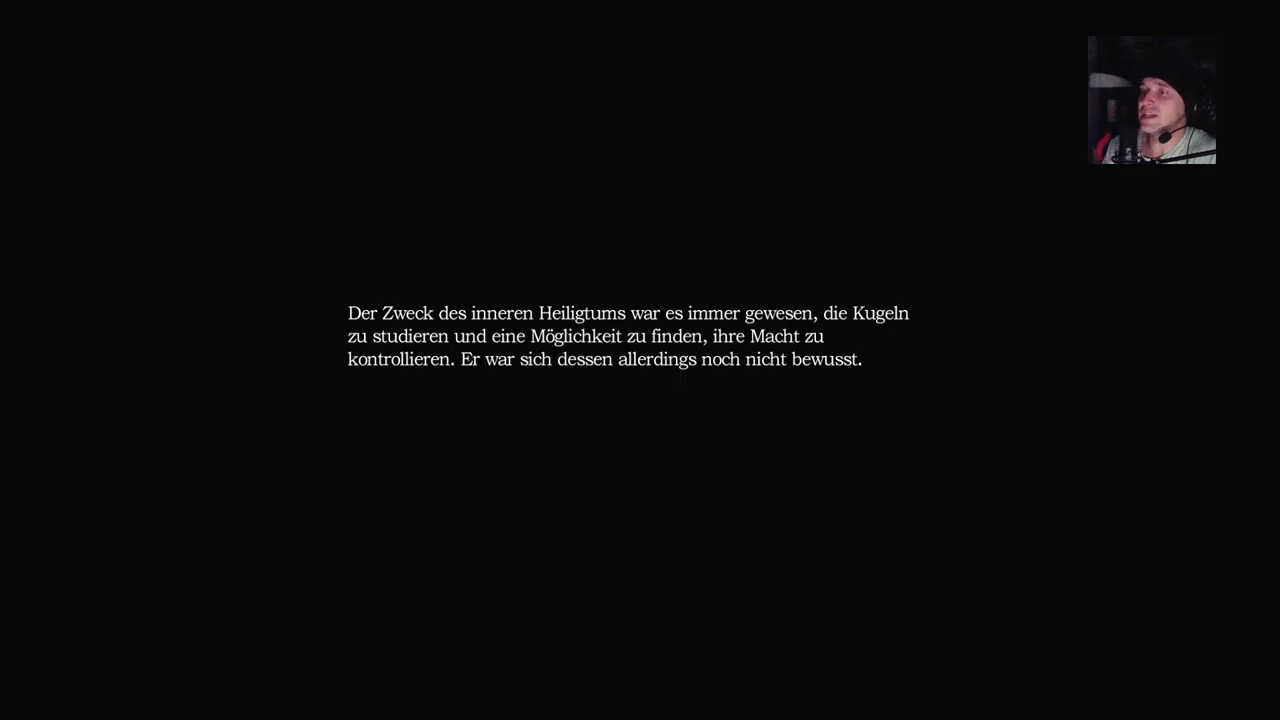 Der Zweck des inneren Heiligtums war es immer gewesen, die Kugeln
zu studieren und eine Möglichkeit zu finden, ihre Macht zu
kontrollieren. Er war sich dessen allerdings noch nicht bewusst.